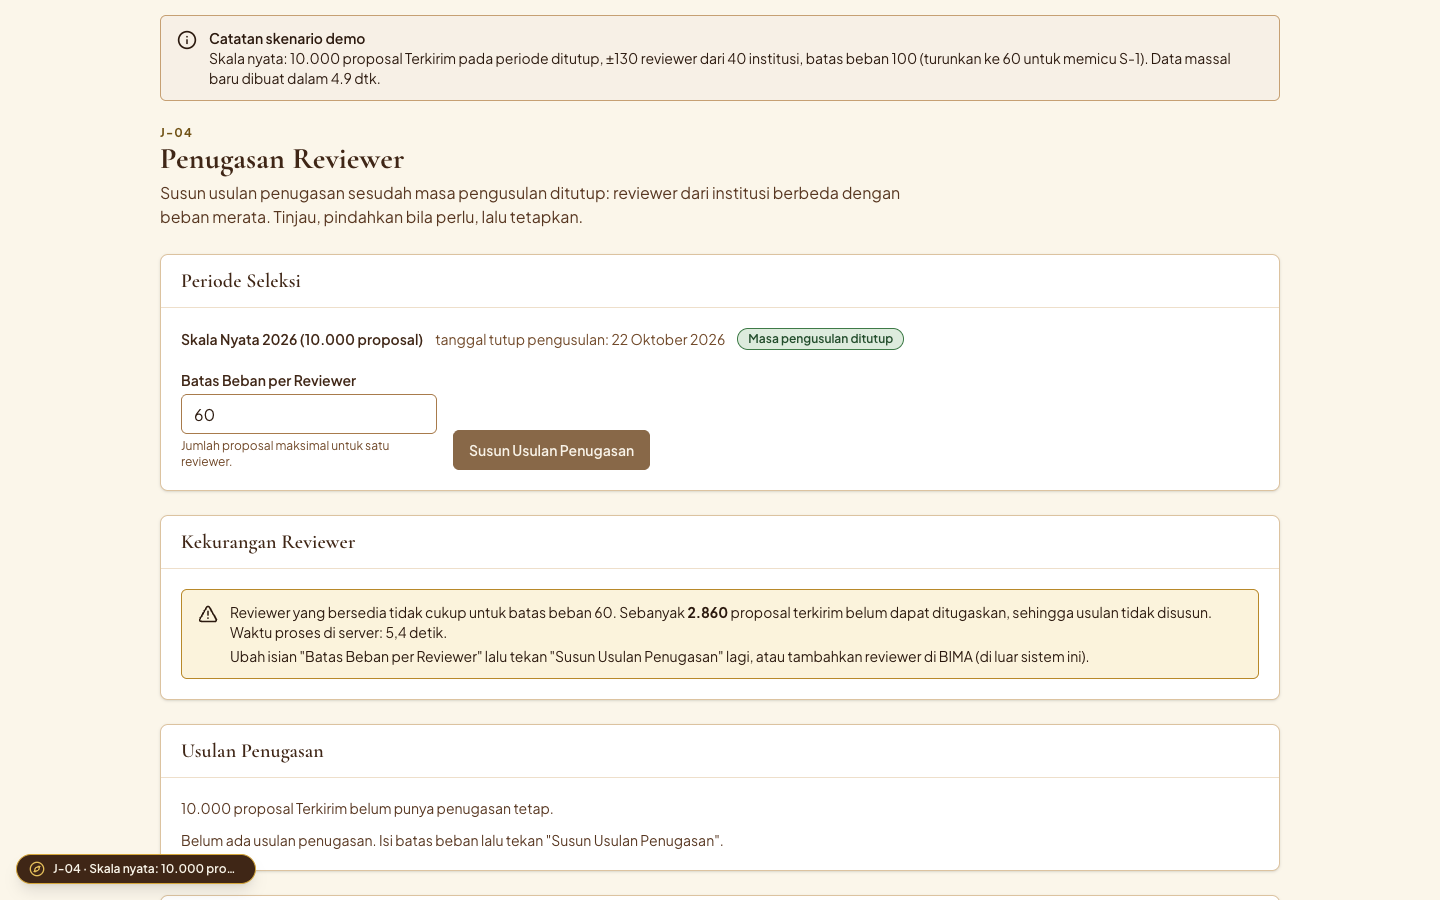 Catatan skenario demo
Skala nyata: 10.000 proposal Terkirim pada periode ditutup, ±130 reviewer dari 40 institusi, batas beban 100 (turunkan ke 60 untuk memicu S-1). Data massal
baru dibuat dalam 4.9 dtk.
J-04
Penugasan Reviewer
Susun usulan penugasan sesudah masa pengusulan ditutup: reviewer dari institusi berbeda dengan
beban merata. Tinjau, pindahkan bila perlu, lalu tetapkan.
Periode Seleksi
Skala Nyata 2026 (10.000 proposal) tanggal tutup pengusulan: 22 Oktober 2026 Masa pengusulan ditutup
Batas Beban per Reviewer
60
Jumlah proposal maksimal untuk satu
reviewer.
Susun Usulan Penugasan
Kekurangan Reviewer
Reviewer yang bersedia tidak cukup untuk batas beban 60. Sebanyak 2.860 proposal terkirim belum dapat ditugaskan, sehingga usulan tidak disusun.
Waktu proses di server: 5,4 detik.
Ubah isian "Batas Beban per Reviewer" lalu tekan "Susun Usulan Penugasan" lagi, atau tambahkan reviewer di BIMA (di luar sistem ini).
Usulan Penugasan
10.000 proposal Terkirim belum punya penugasan tetap.
Belum ada usulan penugasan. Isi batas beban lalu tekan "Susun Usulan Penugasan".
J-04 · Skala nyata: 10.000 pro...